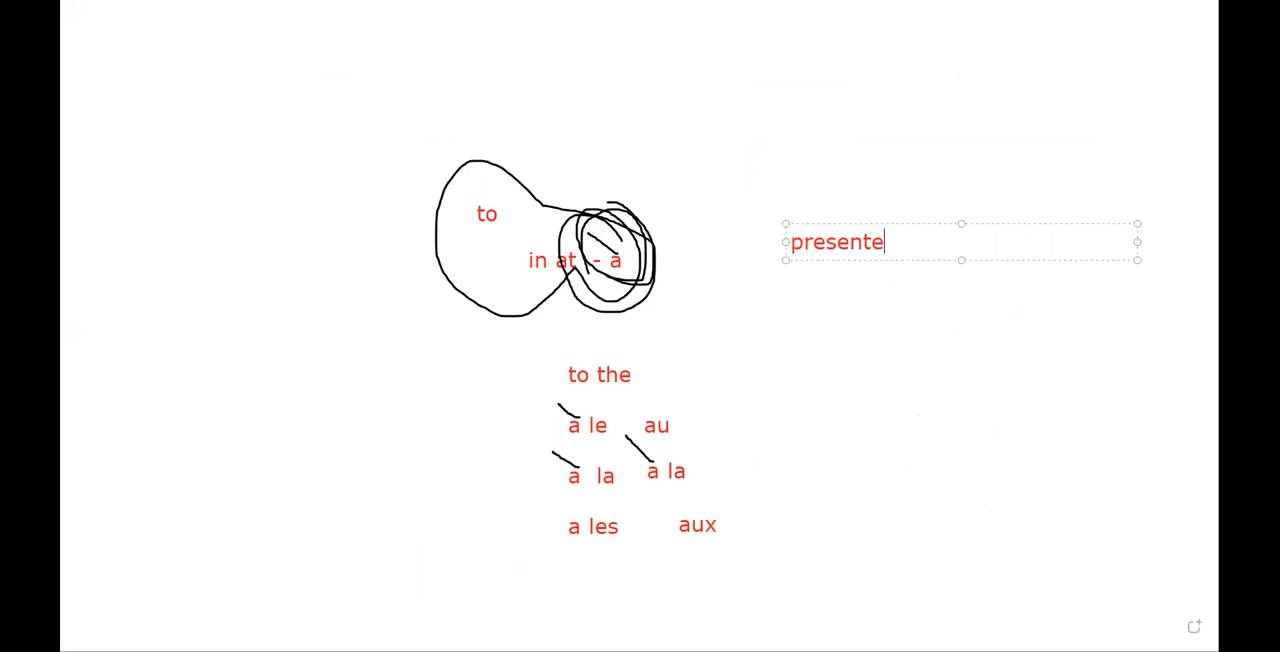 to
in at - à
presente
to the
à le au
à la à la
a les aux